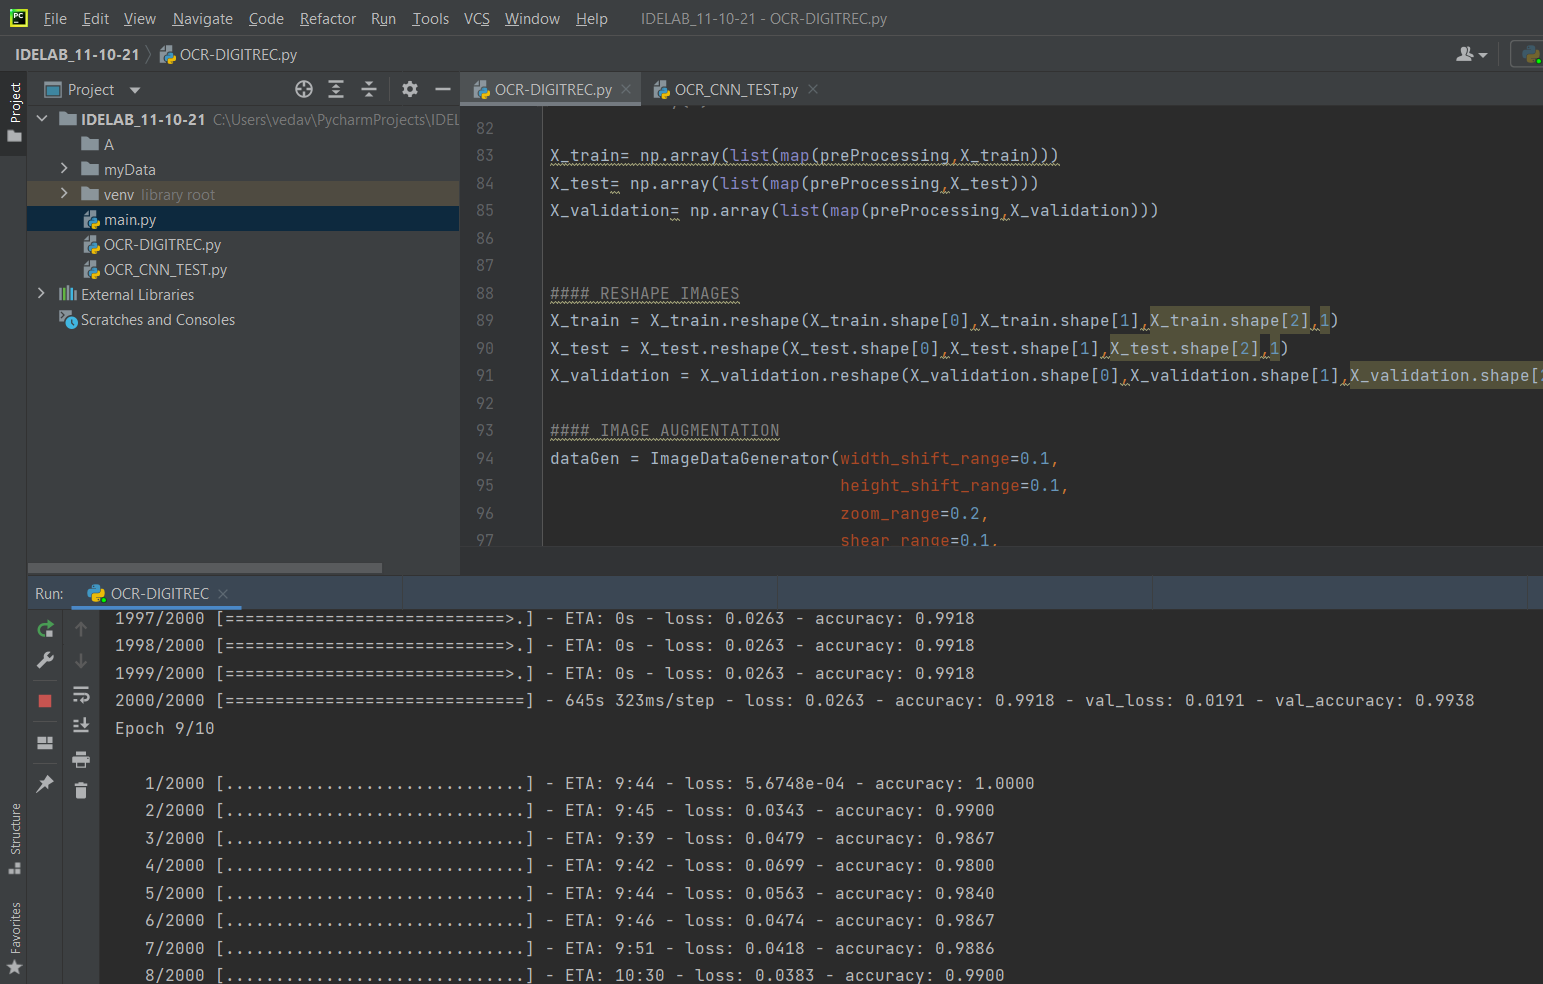 File Edit View Navigate Code Refactor Run Tools VCS Window Help IDELAB_11-10-21 - OCR-DIGITREC.py
IDELAB_11-10-21 OCR-DIGITREC.py
Project
Project
OCR-DIGITREC.py
OCR_CNN_TEST.py
IDELAB_11-10-21 C:\Users\vedav\PycharmProjects\IDEL
A
myData
venv library root
main.py
OCR-DIGITREC.py
OCR_CNN_TEST.py
External Libraries
Scratches and Consoles
82
83 X_train= np.array(list(map(preProcessing,X_train)))
84 X_test= np.array(list(map(preProcessing,X_test)))
85 X_validation= np.array(list(map(preProcessing,X_validation)))
86
87
88 #### RESHAPE IMAGES
89 X_train = X_train.reshape(X_train.shape[0],X_train.shape[1],X_train.shape[2],1)
90 X_test = X_test.reshape(X_test.shape[0],X_test.shape[1],X_test.shape[2],1)
91 X_validation = X_validation.reshape(X_validation.shape[0],X_validation.shape[1],X_validation.shape[
92
93 #### IMAGE AUGMENTATION
94 dataGen = ImageDataGenerator(width_shift_range=0.1,
95 height_shift_range=0.1,
96 zoom_range=0.2,
97 shear_range=0.1,
Run: OCR-DIGITREC
1997/2000 [============================>.] - ETA: 0s - loss: 0.0263 - accuracy: 0.9918
1998/2000 [============================>.] - ETA: 0s - loss: 0.0263 - accuracy: 0.9918
1999/2000 [============================>.] - ETA: 0s - loss: 0.0263 - accuracy: 0.9918
2000/2000 [==============================] - 645s 323ms/step - loss: 0.0263 - accuracy: 0.9918 - val_loss: 0.0191 - val_accuracy: 0.9938
Epoch 9/10
1/2000 [..............................] - ETA: 9:44 - loss: 5.6748e-04 - accuracy: 1.0000
2/2000 [..............................] - ETA: 9:45 - loss: 0.0343 - accuracy: 0.9900
3/2000 [..............................] - ETA: 9:39 - loss: 0.0479 - accuracy: 0.9867
4/2000 [..............................] - ETA: 9:42 - loss: 0.0699 - accuracy: 0.9800
5/2000 [..............................] - ETA: 9:44 - loss: 0.0563 - accuracy: 0.9840
6/2000 [..............................] - ETA: 9:46 - loss: 0.0474 - accuracy: 0.9867
7/2000 [..............................] - ETA: 9:51 - loss: 0.0418 - accuracy: 0.9886
8/2000 [..............................] - ETA: 10:30 - loss: 0.0383 - accuracy: 0.9900
Structure
Favorites